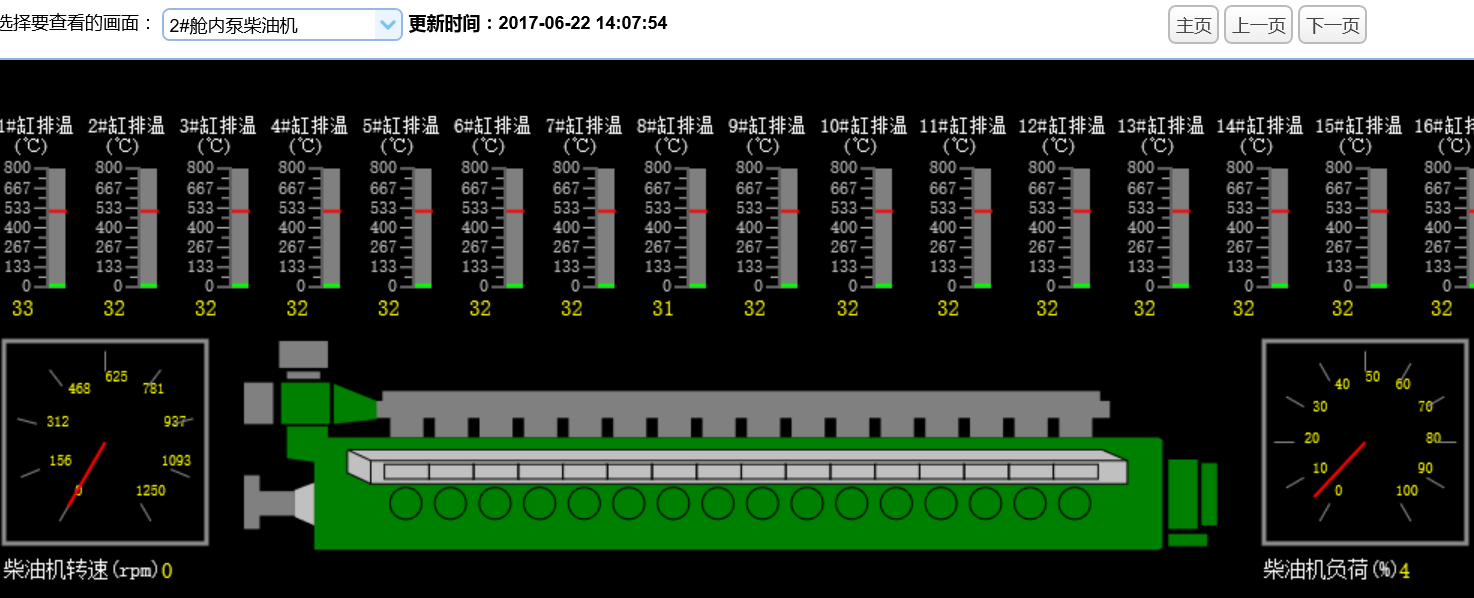 选择要查看的画面： 2#舱内泵柴油机 更新时间：2017-06-22 14:07:54 主页 上一页 下一页
1#缸排温 2#缸排温 3#缸排温 4#缸排温 5#缸排温 6#缸排温 7#缸排温 8#缸排温 9#缸排温 10#缸排温 11#缸排温 12#缸排温 13#缸排温 14#缸排温 15#缸排温 16#缸排
(℃) (℃) (℃) (℃) (℃) (℃) (℃) (℃) (℃) (℃) (℃) (℃) (℃) (℃) (℃) (℃)
800 800 800 800 800 800 800 800 800 800 800 800 800 800 800 800
667 667 667 667 667 667 667 667 667 667 667 667 667 667 667 667
533 533 533 533 533 533 533 533 533 533 533 533 533 533 533 533
400 400 400 400 400 400 400 400 400 400 400 400 400 400 400 400
267 267 267 267 267 267 267 267 267 267 267 267 267 267 267 267
133 133 133 133 133 133 133 133 133 133 133 133 133 133 133 133
0 0 0 0 0 0 0 0 0 0 0 0 0 0 0 0
33 32 32 32 32 32 32 31 32 32 32 32 32 32 32 32
0 156 312 468 625 781 937 1093 1250
柴油机转速(rpm)0
0 10 20 30 40 50 60 70 80 90 100
柴油机负荷(%)4